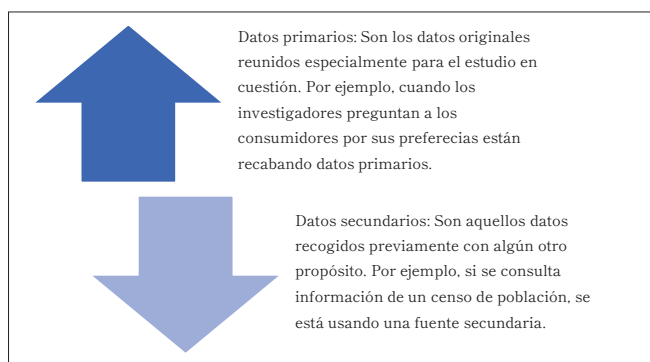 Datos primarios: Son los datos originales
reunidos especialmente para el estudio en
cuestión. Por ejemplo, cuando los
investigadores preguntan a los
consumidores por sus preferecias están
recabando datos primarios.
Datos secundarios: Son aquellos datos
recogidos previamente con algún otro
propósito. Por ejemplo, si se consulta
información de un censo de población, se
está usando una fuente secundaria.